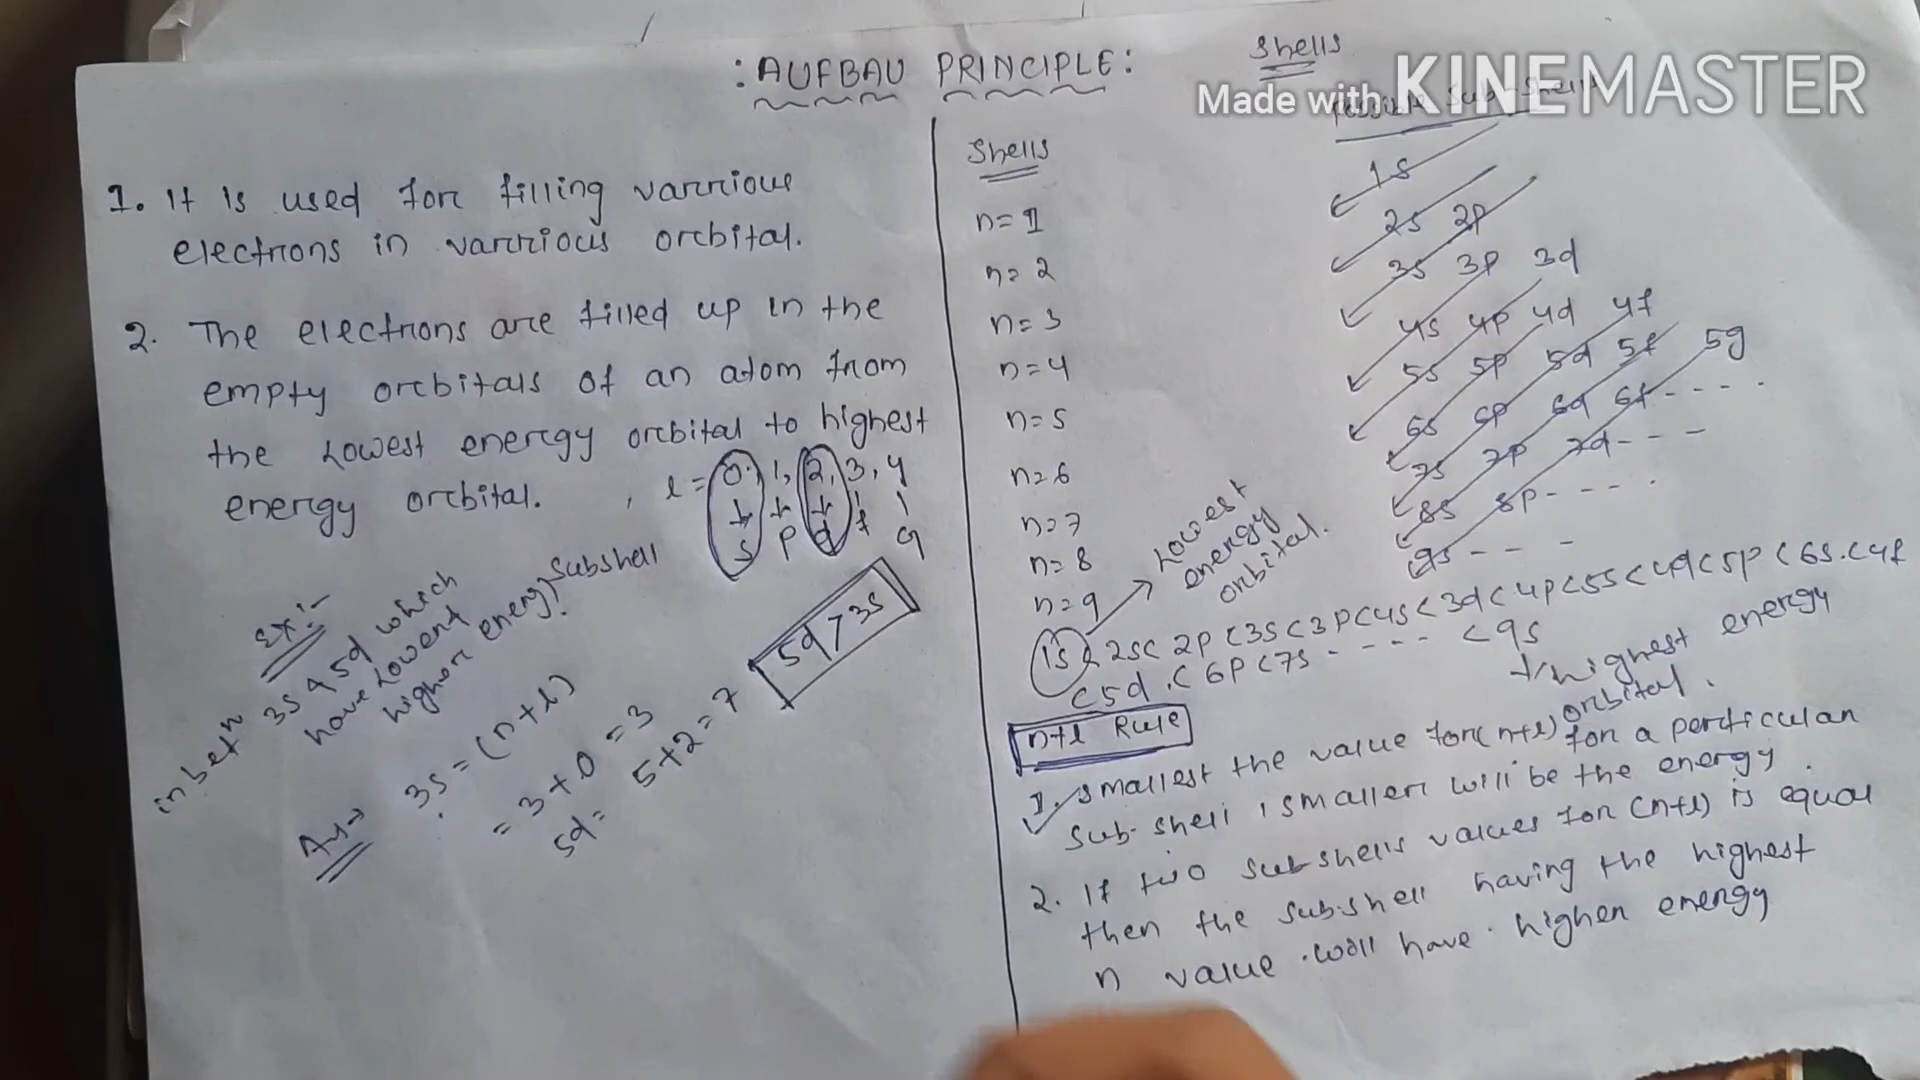 : AUFBAU PRINCIPLE :
Shells
Made with KINEMASTER
1. It is used for filling varrious
electrons in varrious orbital.
2. The electrons are filled up in the
empty orbitals of an atom from
the Lowest energy orbital to highest
energy orbital.
, l = 0, 1, 2, 3, 4
s p d f g
Ex:-
in betn 3s & 5d which
have Lowest
higher energy subshell
?
Ans→ 3s = (n+l)
= 3+0 = 3
5d = 5+2 = 7
5d > 3s
Shells
n=1
n=2
n=3
n=4
n=5
n=6
n=7
n=8
n=9
Possible Sub-shells
1s
2s 2p
3s 3p 3d
4s 4p 4d 4f
5s 5p 5d 5f 5g
6s 6p 6d 6f - - - -
7s 7p 7d - - -
8s 8p - - - -
9s - - -
Lowest
energy
orbital.
1s < 2s < 2p < 3s < 3p < 4s < 3d < 4p < 5s < 4d < 5p < 6s < 4f
< 5d < 6p < 7s - - - - < 9s
highest energy
orbital.
n+l Rule
1. smallest the value for (n+l) for a perticular
sub-shell, smaller will be the energy.
2. If two subshells values for (n+l) is equal
then the subshell having the highest
n value will have higher energy